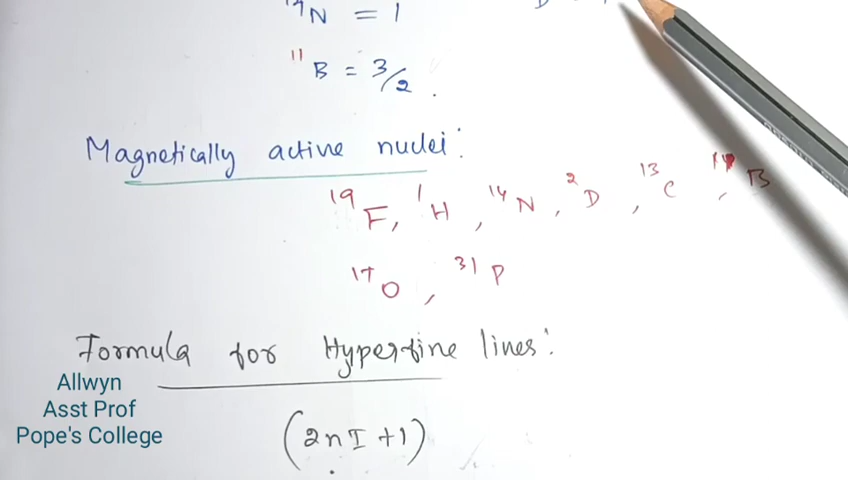 ¹⁴N = 1
¹¹B = 3/2 .
Magnetically active nuclei:
¹⁹F, ¹H, ¹⁴N, ²D, ¹³C, B
¹⁷O, ³¹P
Formula for Hyperfine lines:
(2nI + 1)
Allwyn
Asst Prof
Pope's College